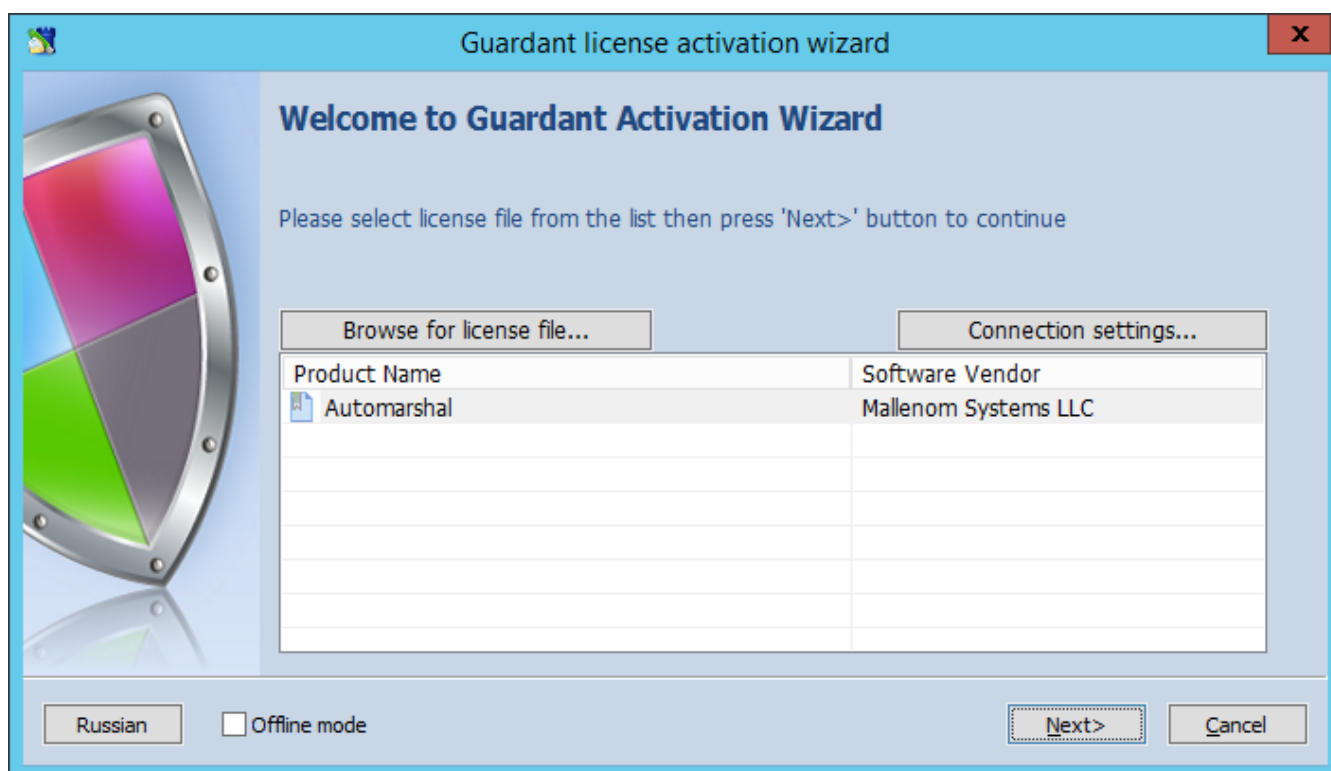 Guardant license activation wizard
x
Welcome to Guardant Activation Wizard
Please select license file from the list then press 'Next>' button to continue
Browse for license file... Connection settings...
Product Name Software Vendor
Automarshal Mallenom Systems LLC
Russian Offline mode Next> Cancel